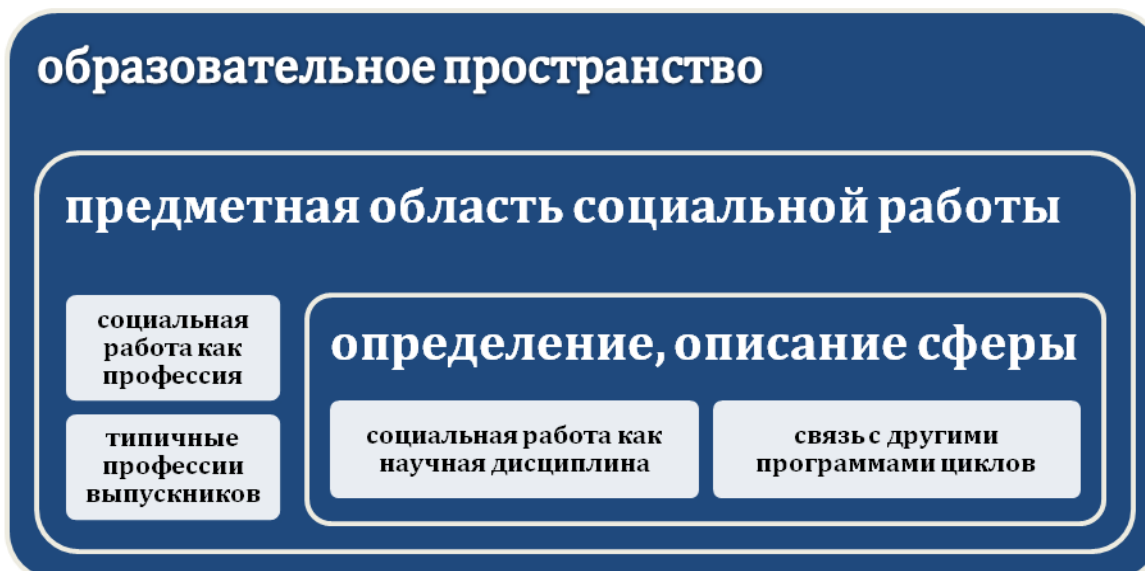 образовательное пространство
предметная область социальной работы
социальная
работа как
профессия
типичные
профессии
выпускников
определение, описание сферы
социальная работа как
научная дисциплина
связь с другими
программами циклов